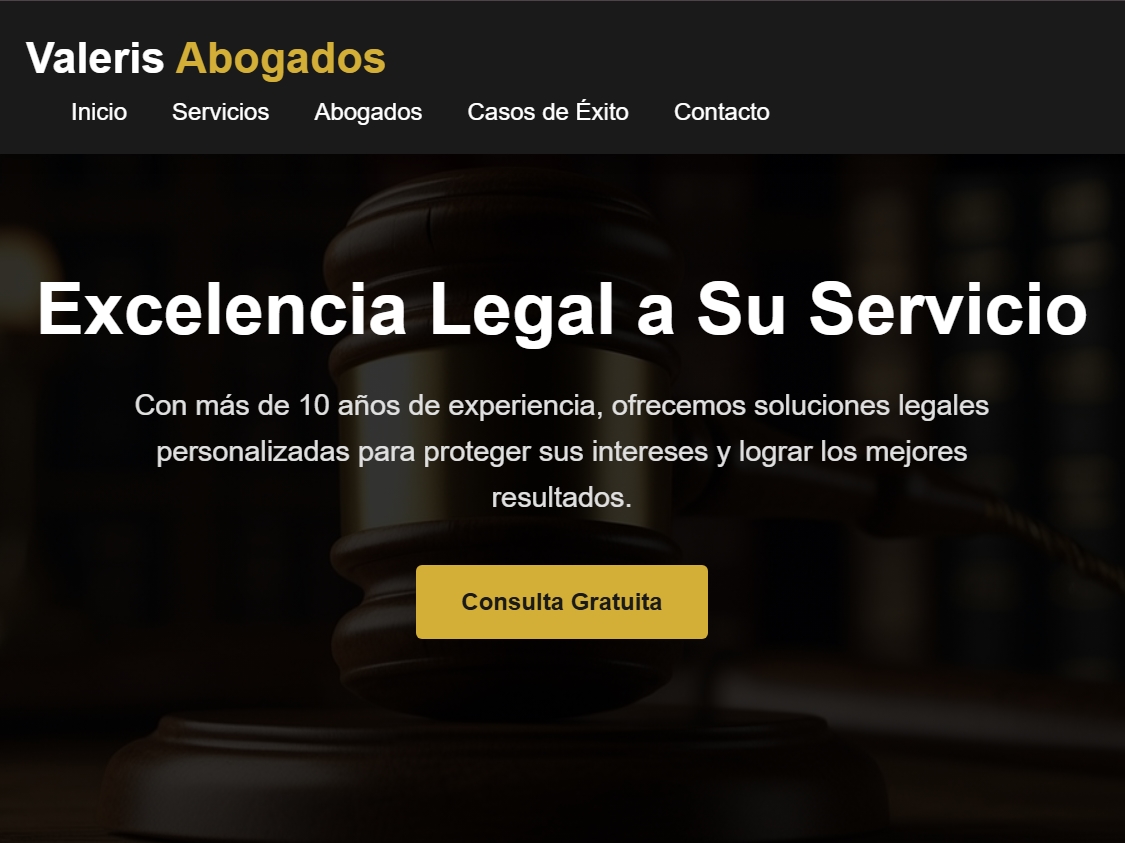 Valeris Abogados
Inicio Servicios Abogados Casos de Éxito Contacto
Excelencia Legal a Su Servicio
Con más de 10 años de experiencia, ofrecemos soluciones legales
personalizadas para proteger sus intereses y lograr los mejores
resultados.
Consulta Gratuita